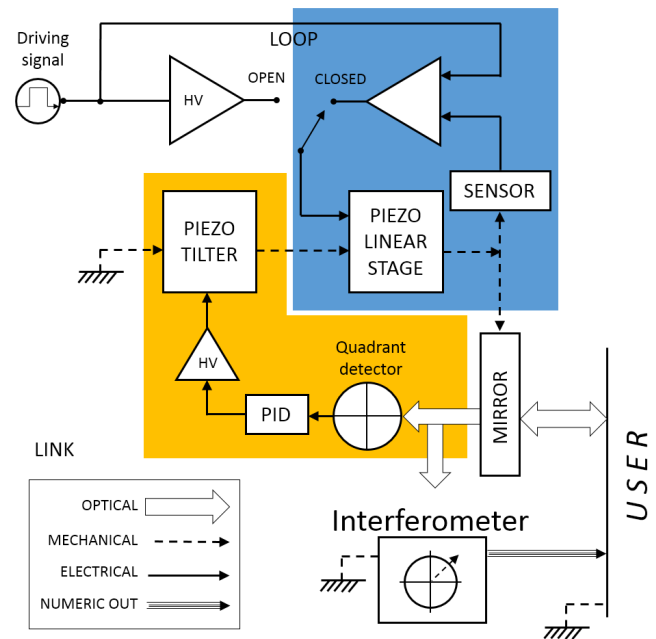 Driving
signal
LOOP
HV
OPEN
CLOSED
SENSOR
PIEZO
TILTER
PIEZO
LINEAR
STAGE
HV
Quadrant
detector
PID
MIRROR
USER
LINK
OPTICAL
MECHANICAL
ELECTRICAL
NUMERIC OUT
Interferometer